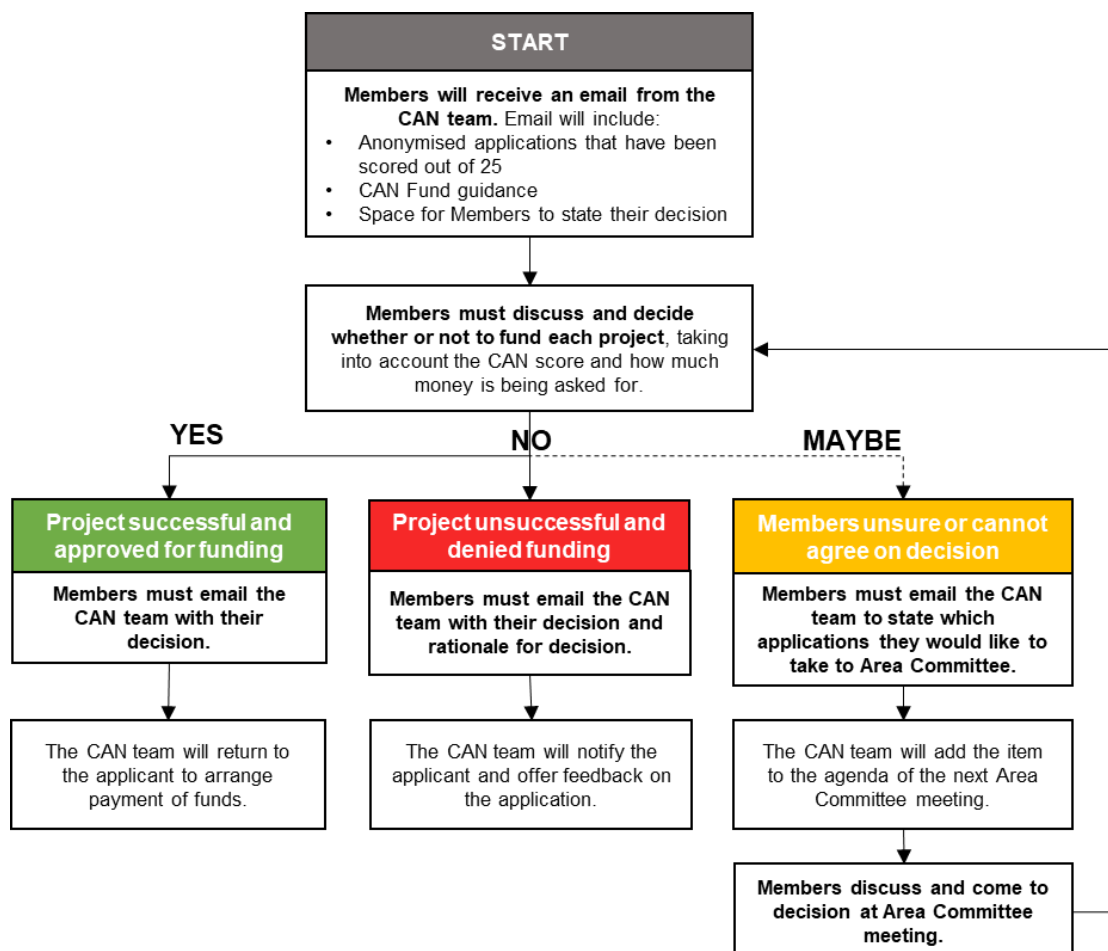 START
Members will receive an email from the
CAN team. Email will include:
• Anonymised applications that have been
scored out of 25
• CAN Fund guidance
• Space for Members to state their decision
Members must discuss and decide
whether or not to fund each project, taking
into account the CAN score and how much
money is being asked for.
YES
NO
MAYBE
Project successful and
approved for funding
Members must email the
CAN team with their
decision.
The CAN team will return to
the applicant to arrange
payment of funds.
Project unsuccessful and
denied funding
Members must email the CAN
team with their decision and
rationale for decision.
The CAN team will notify the
applicant and offer feedback on
the application.
Members unsure or cannot
agree on decision
Members must email the CAN
team to state which
applications they would like to
take to Area Committee.
The CAN team will add the item
to the agenda of the next Area
Committee meeting.
Members discuss and come to
decision at Area Committee
meeting.